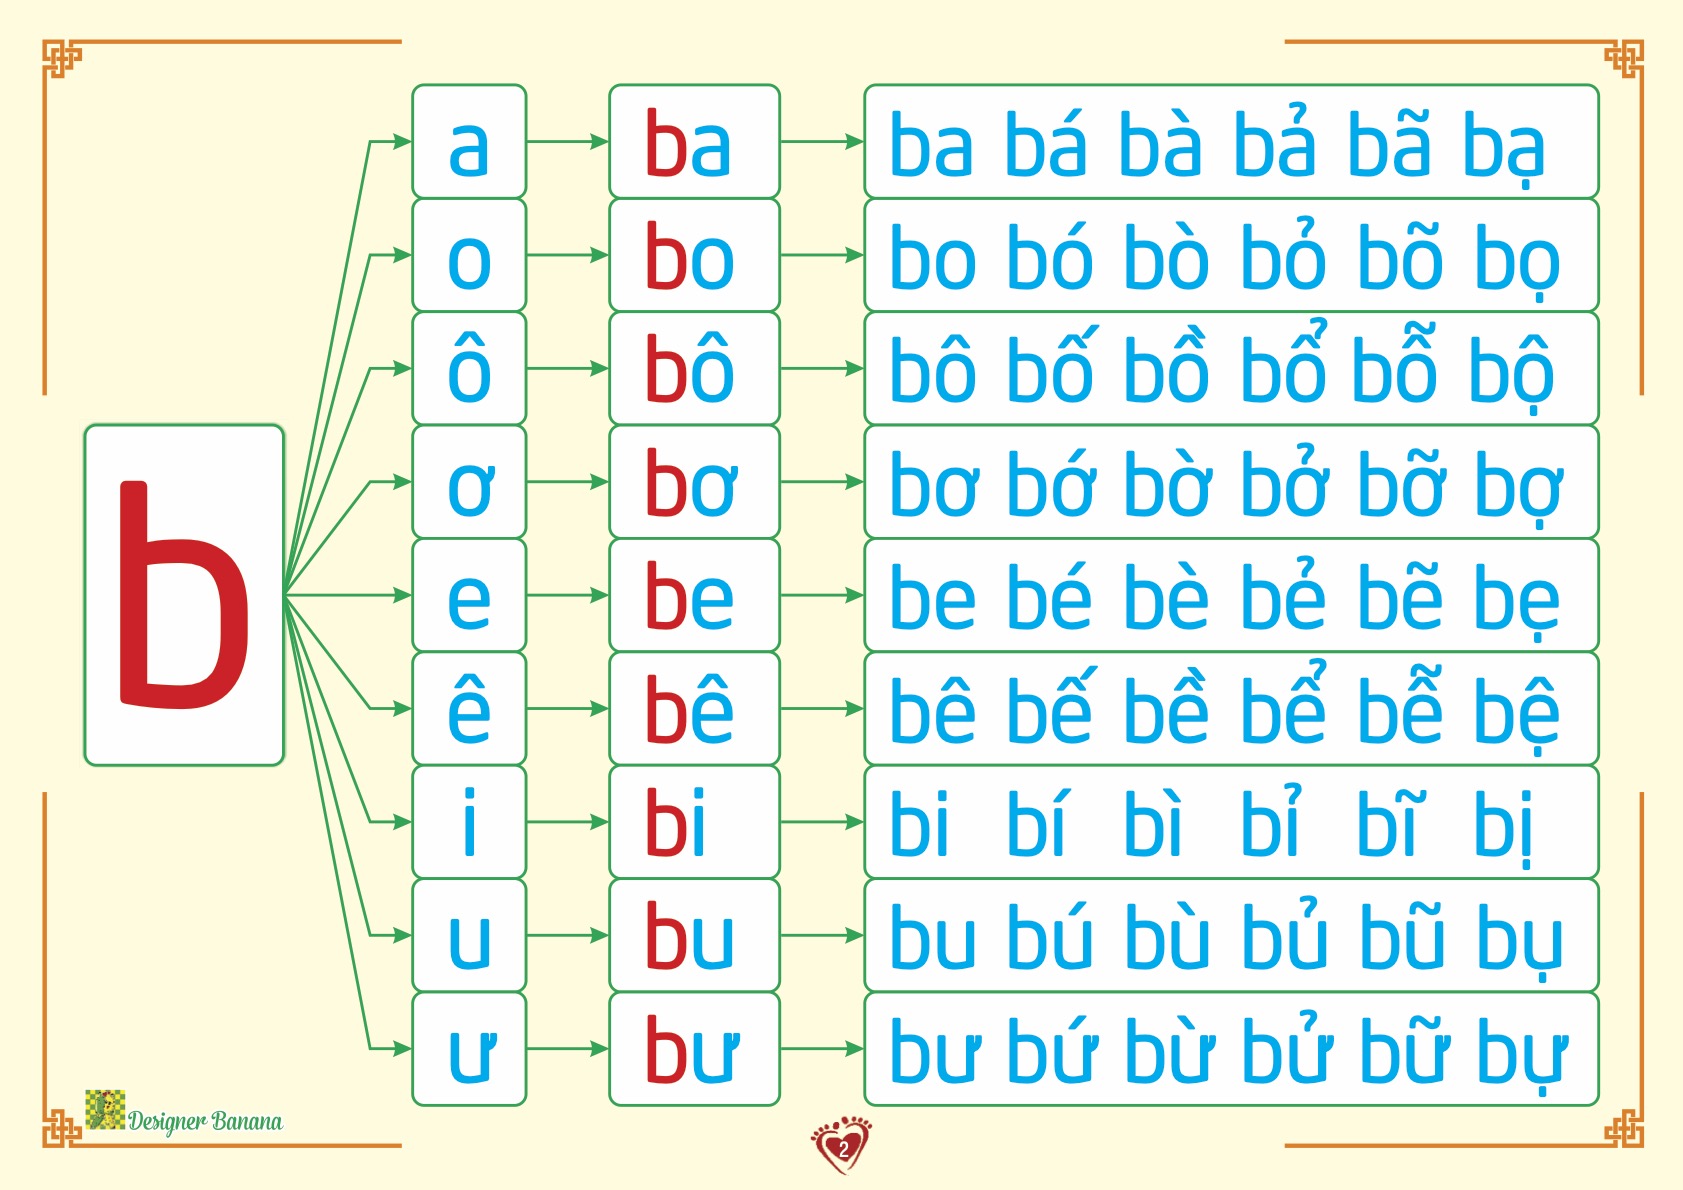 a ba ba bá bà bả bã bạ
o bo bo bó bò bỏ bõ bọ
ô bô bô bố bồ bổ bỗ bộ
ơ bơ bơ bớ bờ bở bỡ bợ
b
e be be bé bè bẻ bẽ bẹ
ê bê bê bế bề bể bễ bệ
i bi bi bí bì bỉ bĩ bị
u bu bu bú bù bủ bũ bụ
ư bư bư bứ bừ bử bữ bự
Designer Banana
2